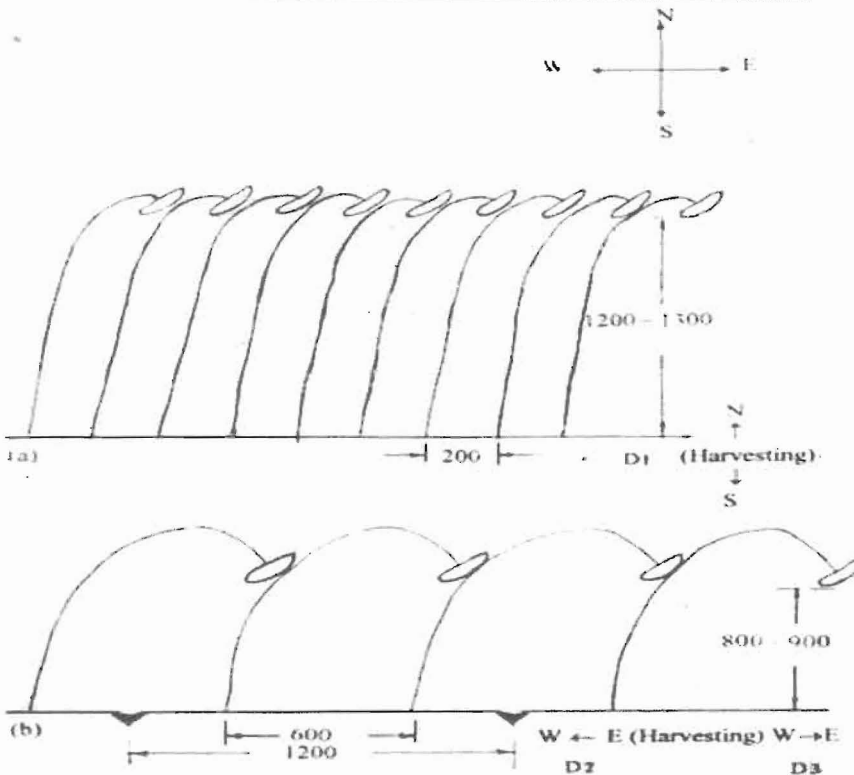 N
W E
S
1200 – 1300
N
(a) 200 D1 (Harvesting)
S
800 – 900
(b) 600 W ← E (Harvesting) W → E
1200 D2 D3